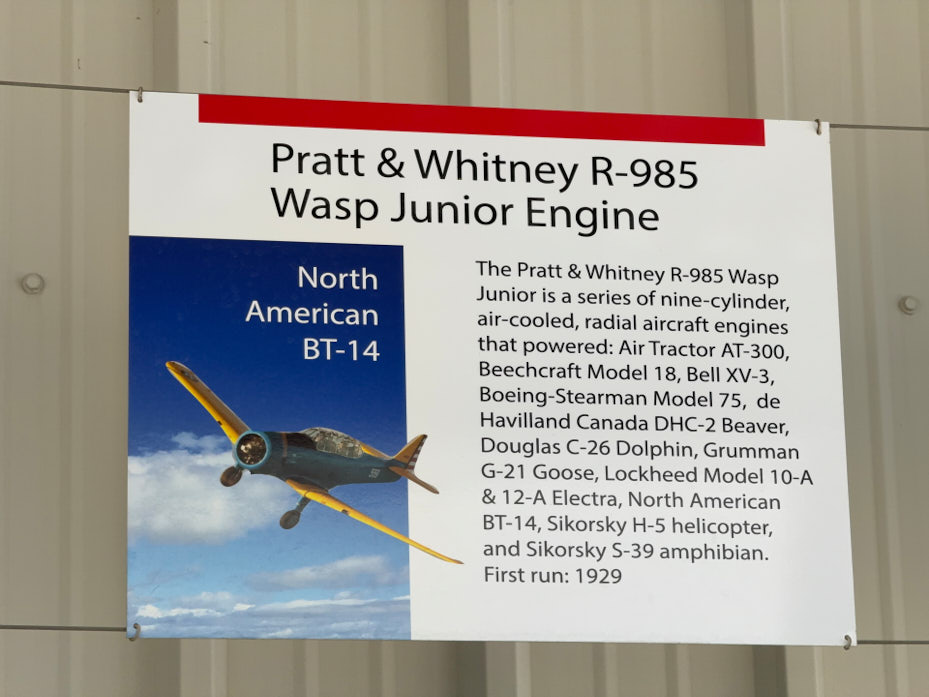 Pratt & Whitney R-985
Wasp Junior Engine
North
American
BT-14
The Pratt & Whitney R-985 Wasp
Junior is a series of nine-cylinder,
air-cooled, radial aircraft engines
that powered: Air Tractor AT-300,
Beechcraft Model 18, Bell XV-3,
Boeing-Stearman Model 75, de
Havilland Canada DHC-2 Beaver,
Douglas C-26 Dolphin, Grumman
G-21 Goose, Lockheed Model 10-A
& 12-A Electra, North American
BT-14, Sikorsky H-5 helicopter,
and Sikorsky S-39 amphibian.
First run: 1929